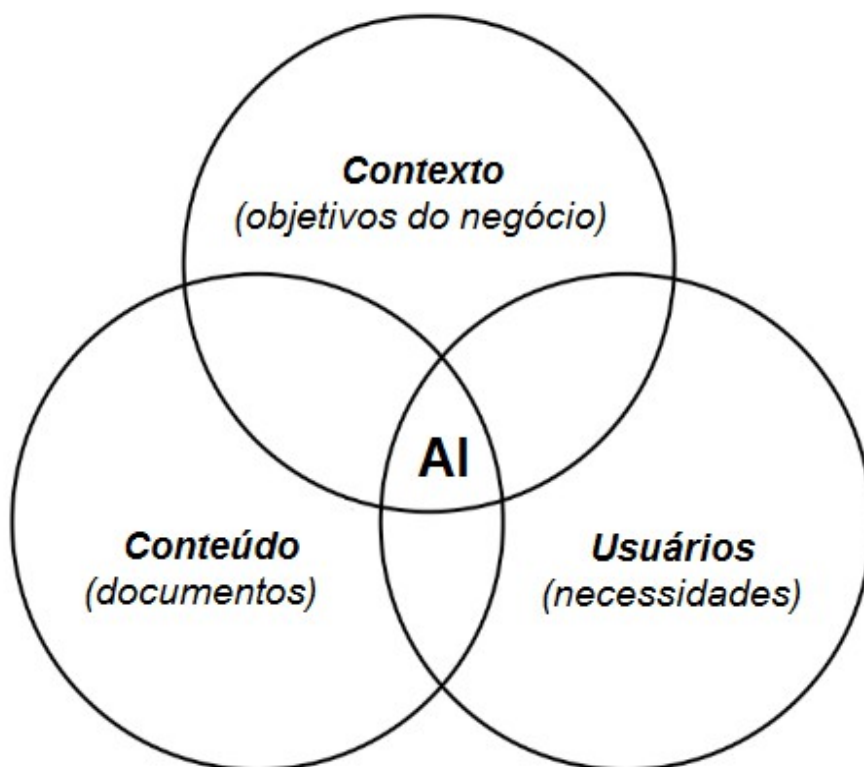 Contexto
(objetivos do negócio)
AI
Conteúdo
(documentos)
Usuários
(necessidades)